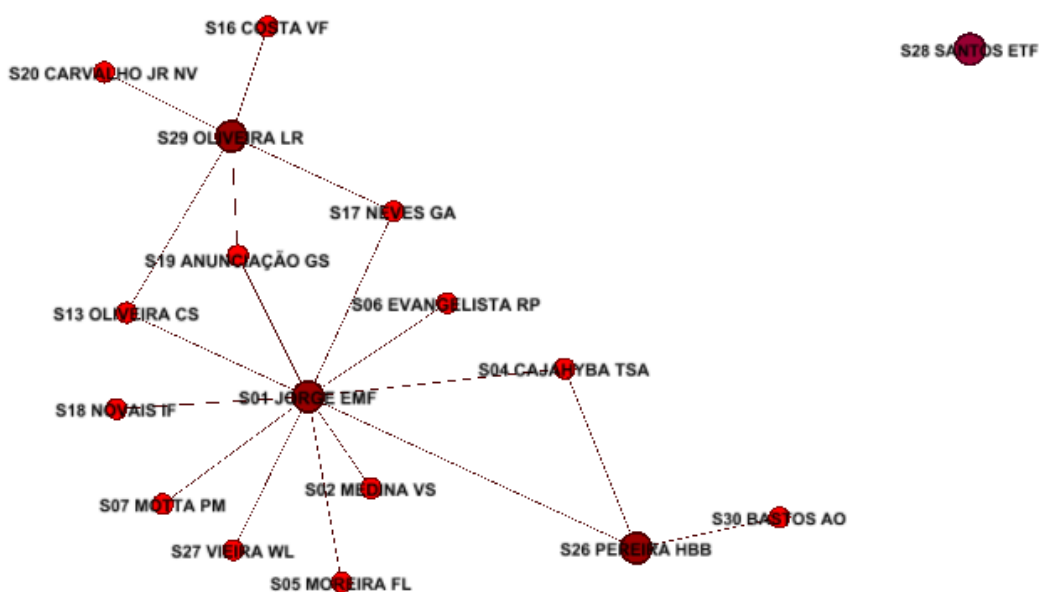 S16 COSTA VF
S28 SANTOS ETF
S20 CARVALHO JR NV
S29 OLIVEIRA LR
S17 NEVES GA
S19 ANUNCIAÇÃO GS
S06 EVANGELISTA RP
S13 OLIVEIRA CS
S04 CAJAHYBA TSA
S01 JORGE EMF
S18 NOVAIS IF
S02 MEDINA VS
S07 MOTTA PM
S30 BASTOS AO
S27 VIEIRA WL
S26 PEREIRA HBB
S05 MOREIRA FL